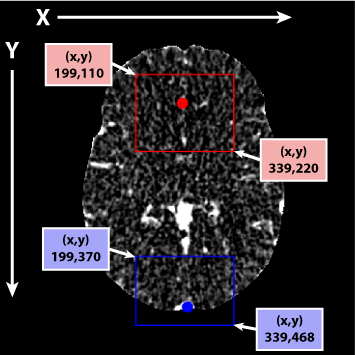 X
Y
(x,y)
199,110
(x,y)
339,220
(x,y)
199,370
(x,y)
339,468